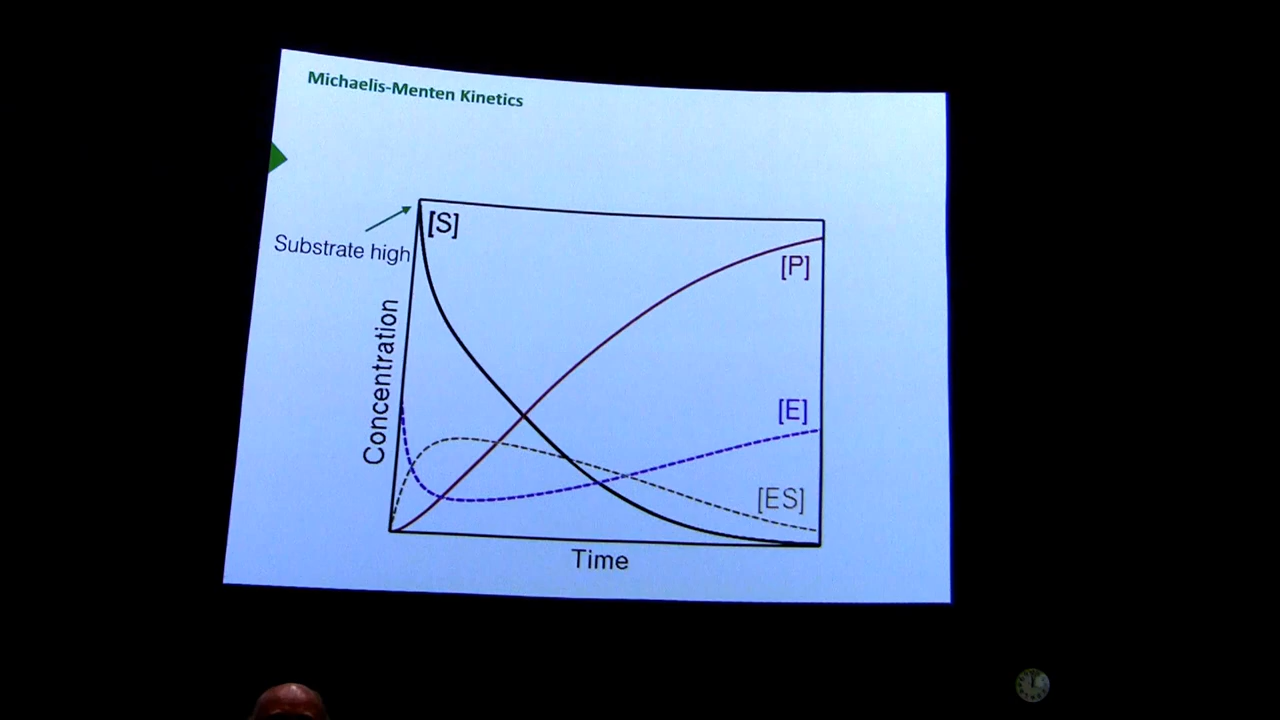 Michaelis-Menten Kinetics
[S]
Substrate high
[P]
Concentration
[E]
[ES]
Time